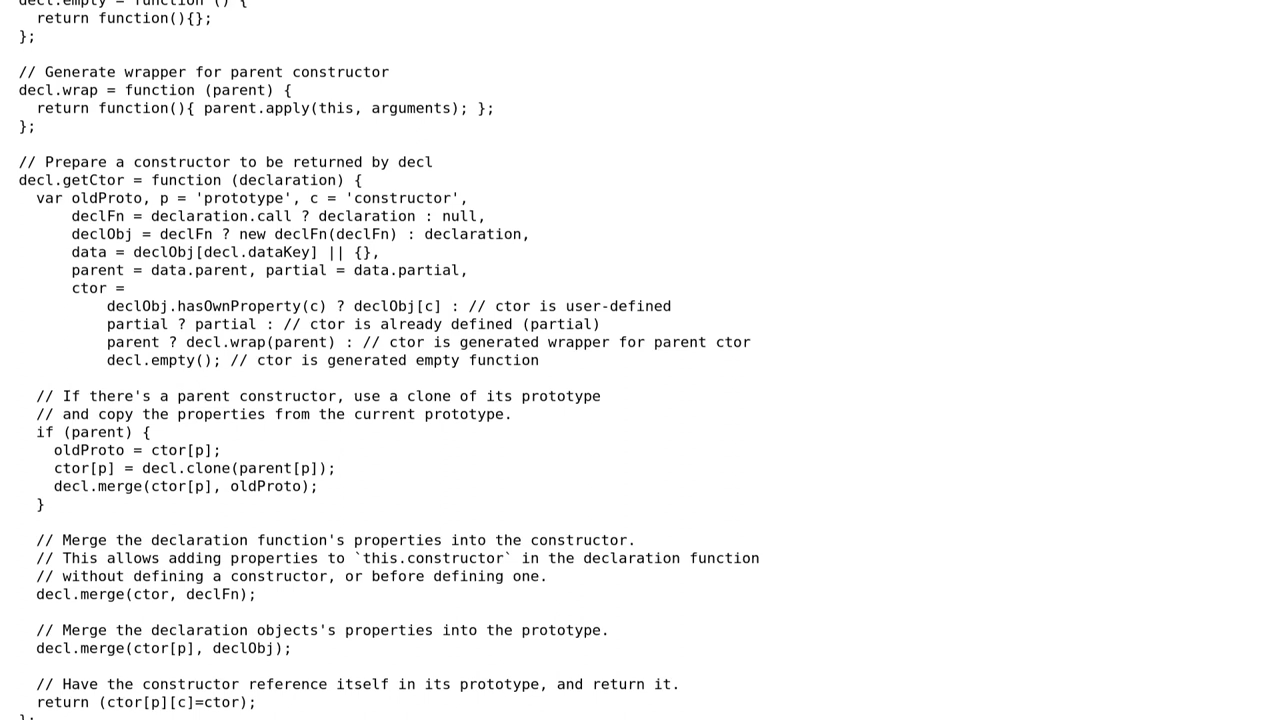 decl.empty = function () {
  return function(){};
};

// Generate wrapper for parent constructor
decl.wrap = function (parent) {
  return function(){ parent.apply(this, arguments); };
};

// Prepare a constructor to be returned by decl
decl.getCtor = function (declaration) {
  var oldProto, p = 'prototype', c = 'constructor',
      declFn = declaration.call ? declaration : null,
      declObj = declFn ? new declFn(declFn) : declaration,
      data = declObj[decl.dataKey] || {},
      parent = data.parent, partial = data.partial,
      ctor =
          declObj.hasOwnProperty(c) ? declObj[c] : // ctor is user-defined
          partial ? partial : // ctor is already defined (partial)
          parent ? decl.wrap(parent) : // ctor is generated wrapper for parent ctor
          decl.empty(); // ctor is generated empty function

  // If there's a parent constructor, use a clone of its prototype
  // and copy the properties from the current prototype.
  if (parent) {
    oldProto = ctor[p];
    ctor[p] = decl.clone(parent[p]);
    decl.merge(ctor[p], oldProto);
  }

  // Merge the declaration function's properties into the constructor.
  // This allows adding properties to `this.constructor` in the declaration function
  // without defining a constructor, or before defining one.
  decl.merge(ctor, declFn);

  // Merge the declaration objects's properties into the prototype.
  decl.merge(ctor[p], declObj);

  // Have the constructor reference itself in its prototype, and return it.
  return (ctor[p][c]=ctor);
};